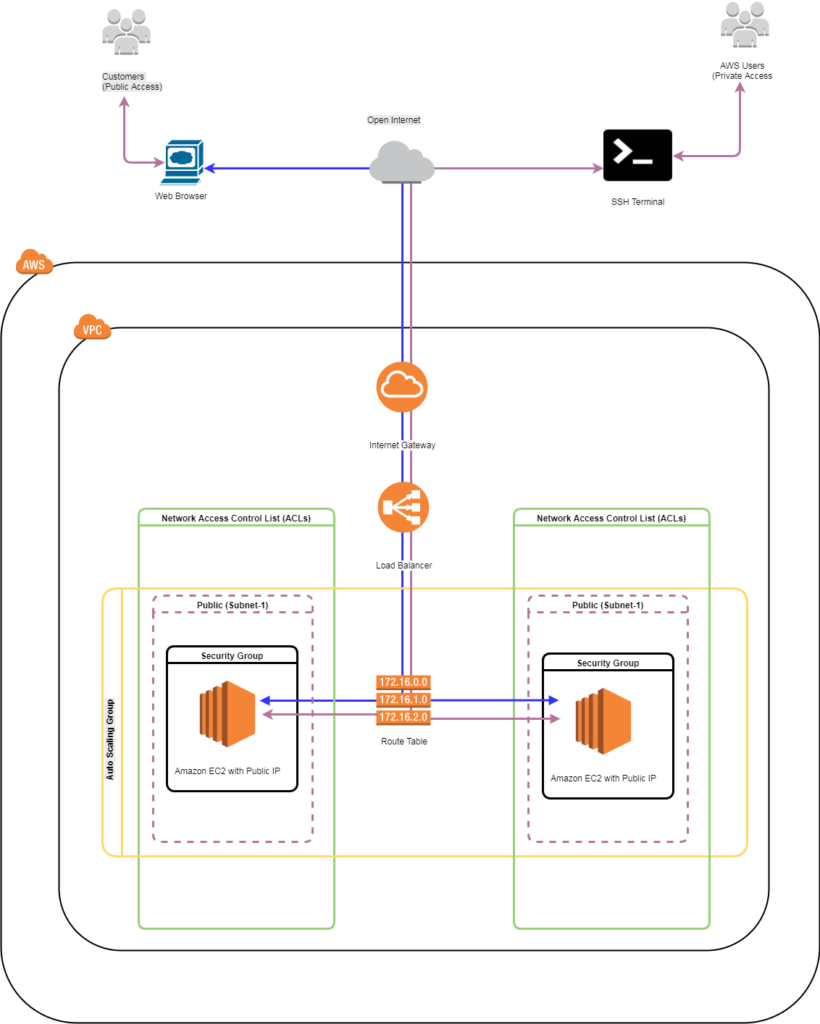 Customers
(Public Access)
AWS Users
(Private Access
Open Internet
Web Browser
SSH Terminal
AWS
VPC
Internet Gateway
Load Balancer
Network Access Control List (ACLs)
Network Access Control List (ACLs)
Public (Subnet-1)
Public (Subnet-1)
Security Group
Security Group
172.16.0.0
172.16.1.0
172.16.2.0
Route Table
Auto Scaling Group
Amazon EC2 with Public IP
Amazon EC2 with Public IP